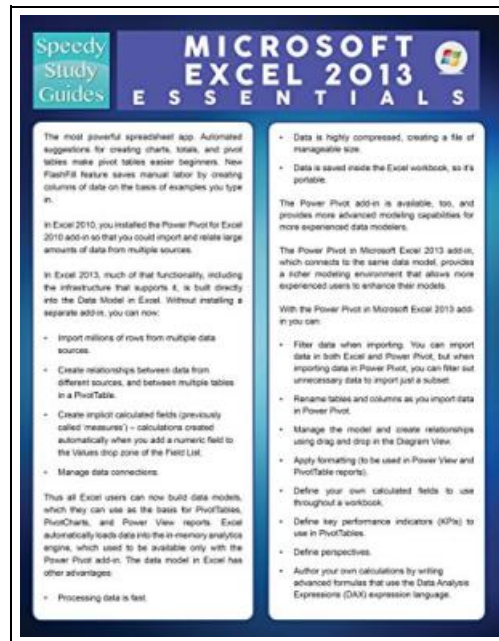 Speedy
Study
Guides
MICROSOFT
EXCEL 2013
ESSENTIALS
The most powerful spreadsheet app. Automated
suggestions for creating charts, totals, and pivot
tables make pivot tables easier beginners. New
FlashFill feature saves manual labor by creating
columns of date on the basis of examples you type
in.
In Excel 2010, you installed the Power Pivot for Excel
2010 add-in so that you could import and relate large
amounts of data from multiple sources.
In Excel 2013, much of that functionality, including
the infrastructure that supports it, is built directly
into the Data Model in Excel. Without installing a
separate add-in, you can now:
• Import millions of rows from multiple data
sources.
• Create relationships between data from
different sources, and between multiple tables
in a PivotTable.
• Create implicit calculated fields (previously
called 'measures') – calculations created
automatically when you add a numeric field to
the Values drop zone of the Field List.
• Manage data connections.
Thus all Excel users can now build data models,
which they can use as the basis for PivotTables,
PivotCharts, and Power View reports. Excel
automatically loads data into the in-memory analytics
engine, which used to be available only with the
Power Pivot add-in. The data model in Excel has
other advantages:
• Processing data is fast.
• Data is highly compressed, creating a file of
manageable size.
• Data is saved inside the Excel workbook, so it's
portable.
The Power Pivot add-in is available, too, and
provides more advanced modeling capabilities for
more experienced data modelers.
The Power Pivot in Microsoft Excel 2013 add-in,
which connects to the same data model, provides
a richer modeling environment that allows more
experienced users to enhance their models.
With the Power Pivot in Microsoft Excel 2013 add-
in you can:
• Filter data when importing. You can import
data in both Excel and Power Pivot, but when
importing data in Power Pivot, you can filter out
unnecessary data to import just a subset.
• Rename tables and columns as you import data
in Power Pivot.
• Manage the model and create relationships
using drag and drop in the Diagram View.
• Apply formatting (to be used in Power View and
PivotTable reports).
• Define your own calculated fields to use
throughout a workbook.
• Define key performance indicators (KPIs) to
use in PivotTables.
• Define perspectives.
• Author your own calculations by writing
advanced formulas that use the Data Analysis
Expressions (DAX) expression language.